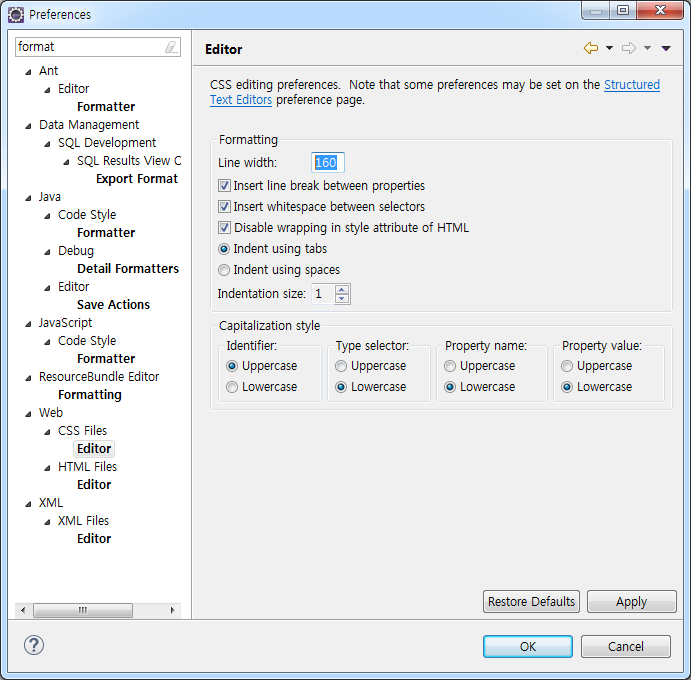 Preferences
format
Ant
Editor
Formatter
Data Management
SQL Development
SQL Results View C
Export Format
Java
Code Style
Formatter
Debug
Detail Formatters
Editor
Save Actions
JavaScript
Code Style
Formatter
ResourceBundle Editor
Formatting
Web
CSS Files
Editor
HTML Files
Editor
XML
XML Files
Editor
Editor
CSS editing preferences.  Note that some preferences may be set on the Structured
Text Editors preference page.
Formatting
Line width: 160
Insert line break between properties
Insert whitespace between selectors
Disable wrapping in style attribute of HTML
Indent using tabs
Indent using spaces
Indentation size: 1
Capitalization style
Identifier: Type selector: Property name: Property value:
Uppercase Uppercase Uppercase Uppercase
Lowercase Lowercase Lowercase Lowercase
Restore Defaults Apply
? OK Cancel